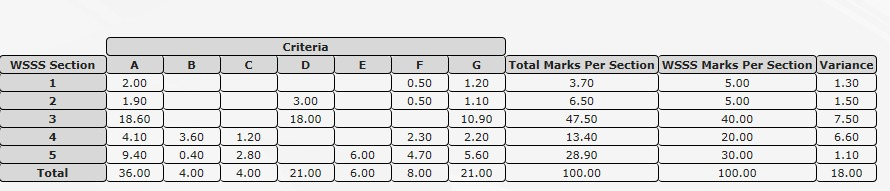 Criteria
WSSS Section A B C D E F G Total Marks Per Section WSSS Marks Per Section Variance
1 2.00 0.50 1.20 3.70 5.00 1.30
2 1.90 3.00 0.50 1.10 6.50 5.00 1.50
3 18.60 18.00 10.90 47.50 40.00 7.50
4 4.10 3.60 1.20 2.30 2.20 13.40 20.00 6.60
5 9.40 0.40 2.80 6.00 4.70 5.60 28.90 30.00 1.10
Total 36.00 4.00 4.00 21.00 6.00 8.00 21.00 100.00 100.00 18.00